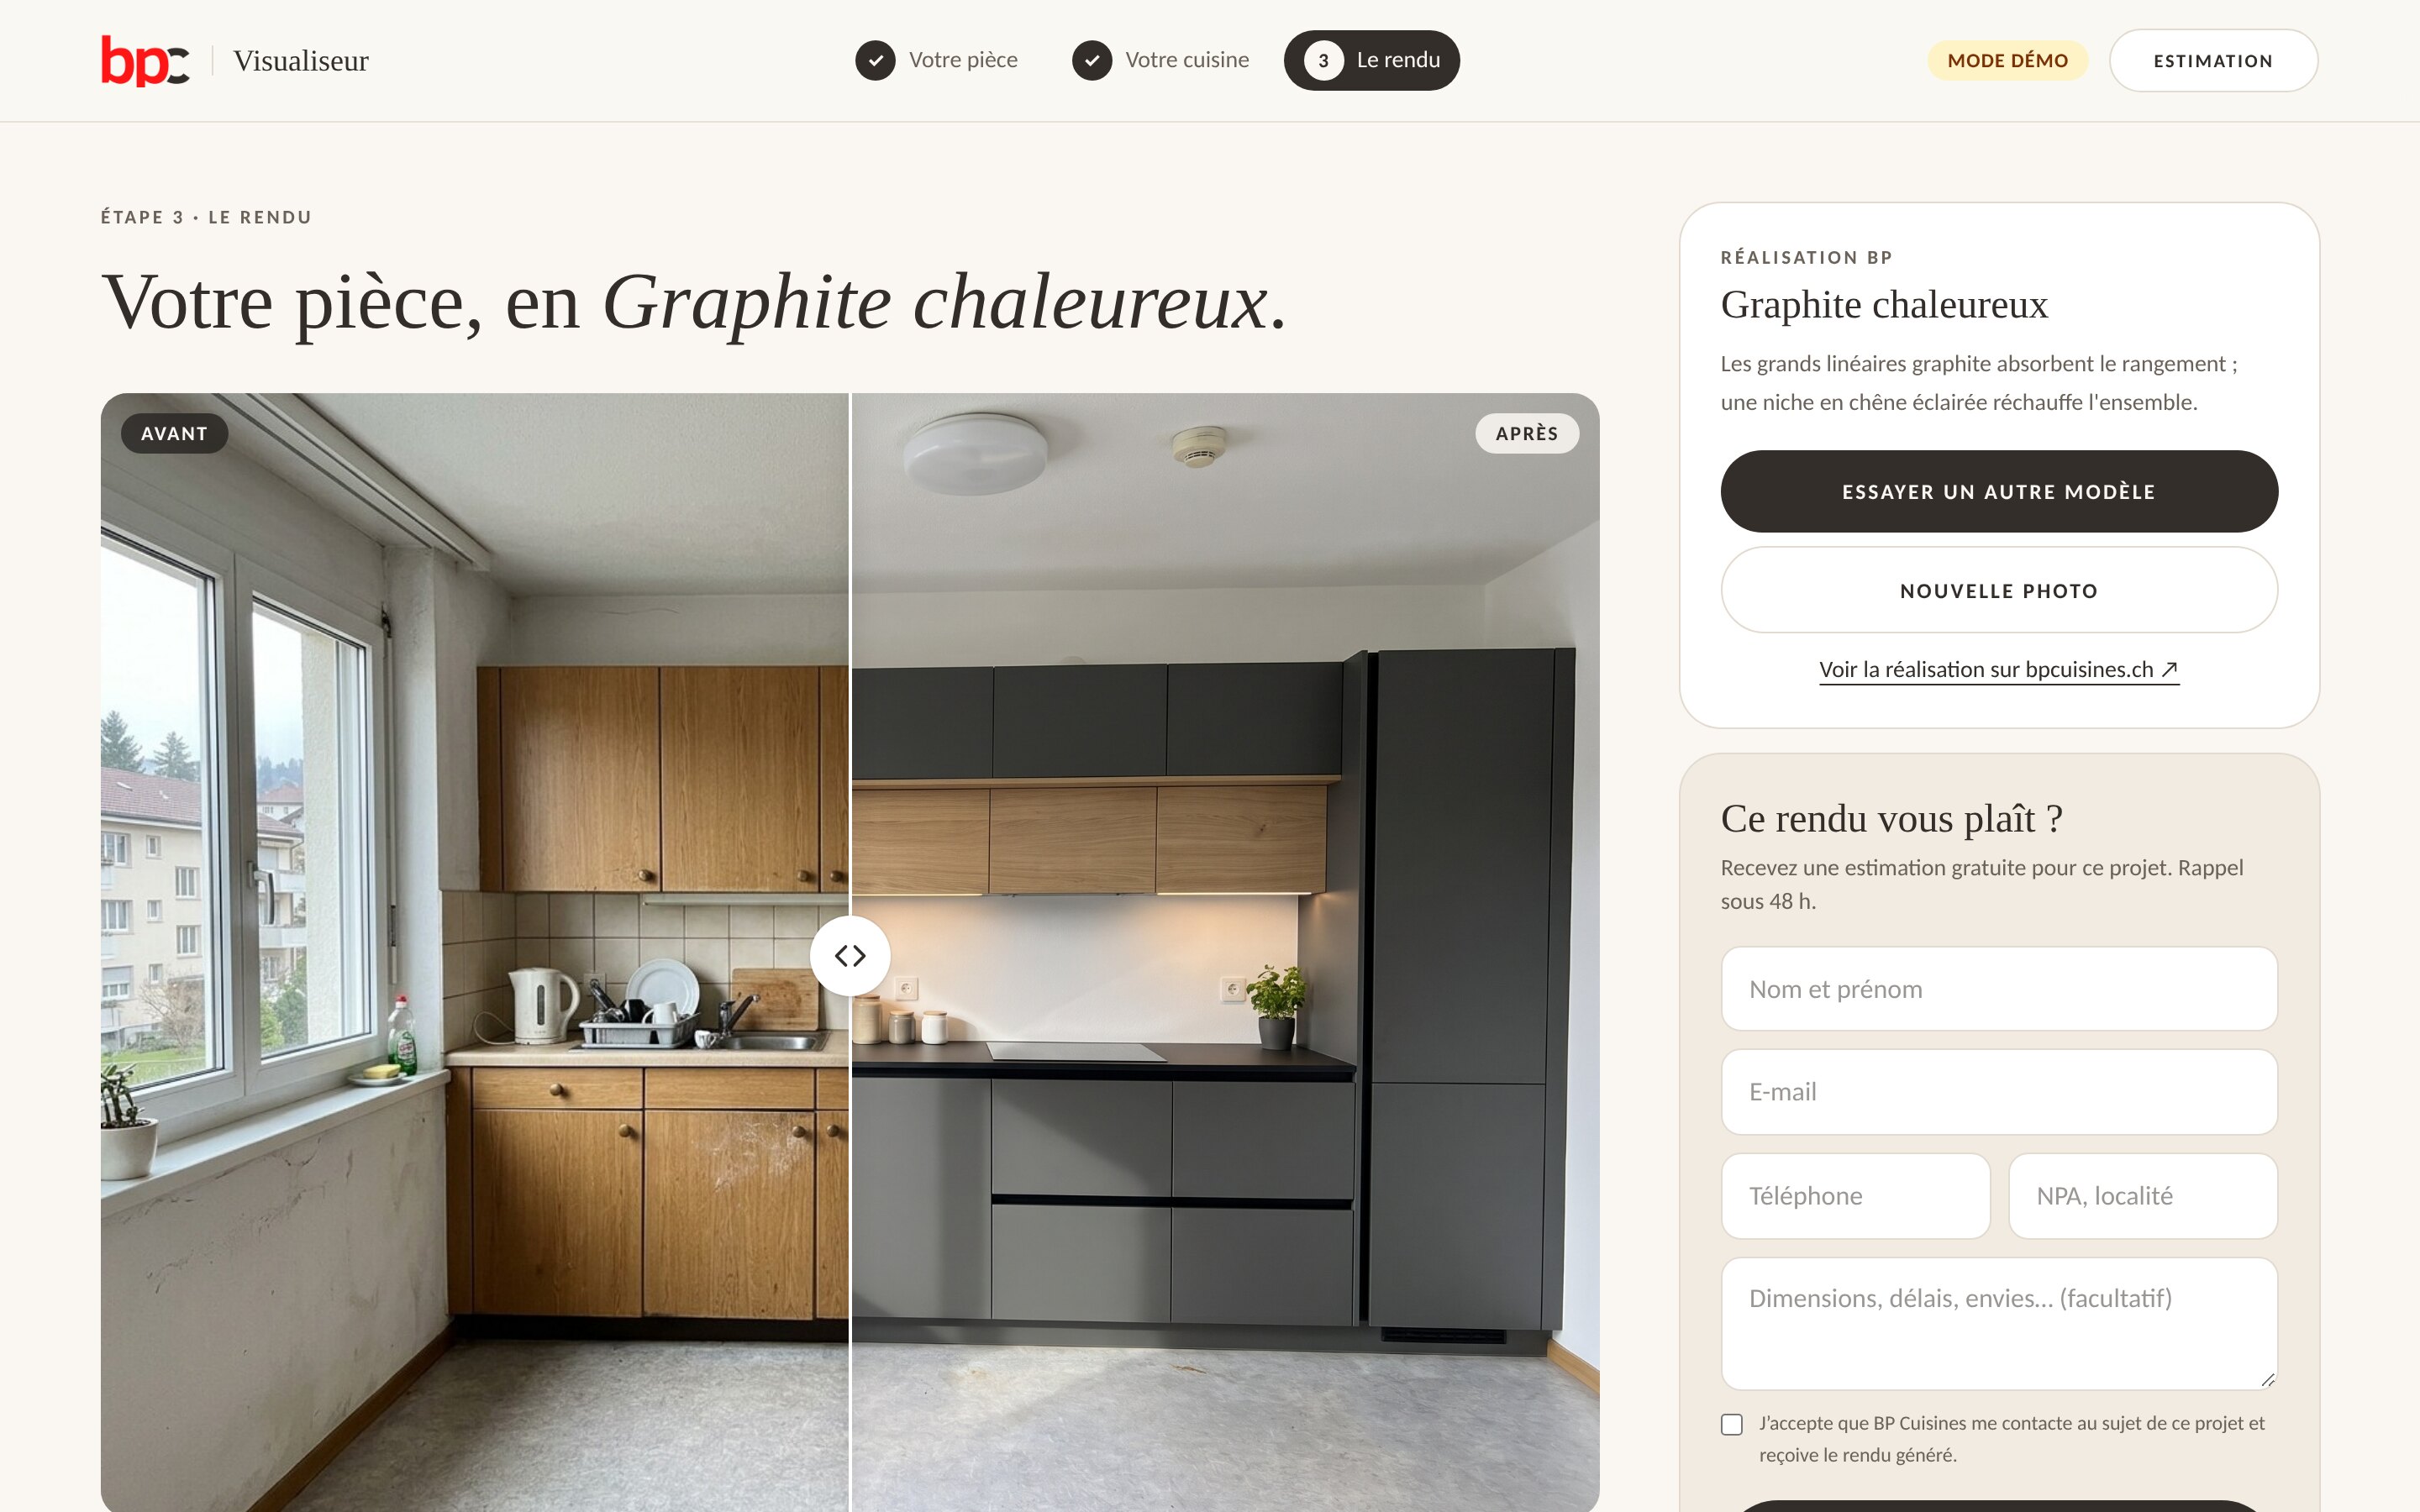 bpc
Visualiseur
Votre pièce
Votre cuisine
3 Le rendu
MODE DÉMO
ESTIMATION
ÉTAPE 3 · LE RENDU
Votre pièce, en Graphite chaleureux.
AVANT
APRÈS
RÉALISATION BP
Graphite chaleureux
Les grands linéaires graphite absorbent le rangement ;
une niche en chêne éclairée réchauffe l'ensemble.
ESSAYER UN AUTRE MODÈLE
NOUVELLE PHOTO
Voir la réalisation sur bpcuisines.ch ↗
Ce rendu vous plaît ?
Recevez une estimation gratuite pour ce projet. Rappel
sous 48 h.
Nom et prénom
E-mail
Téléphone
NPA, localité
Dimensions, délais, envies… (facultatif)
J’accepte que BP Cuisines me contacte au sujet de ce projet et
reçoive le rendu généré.